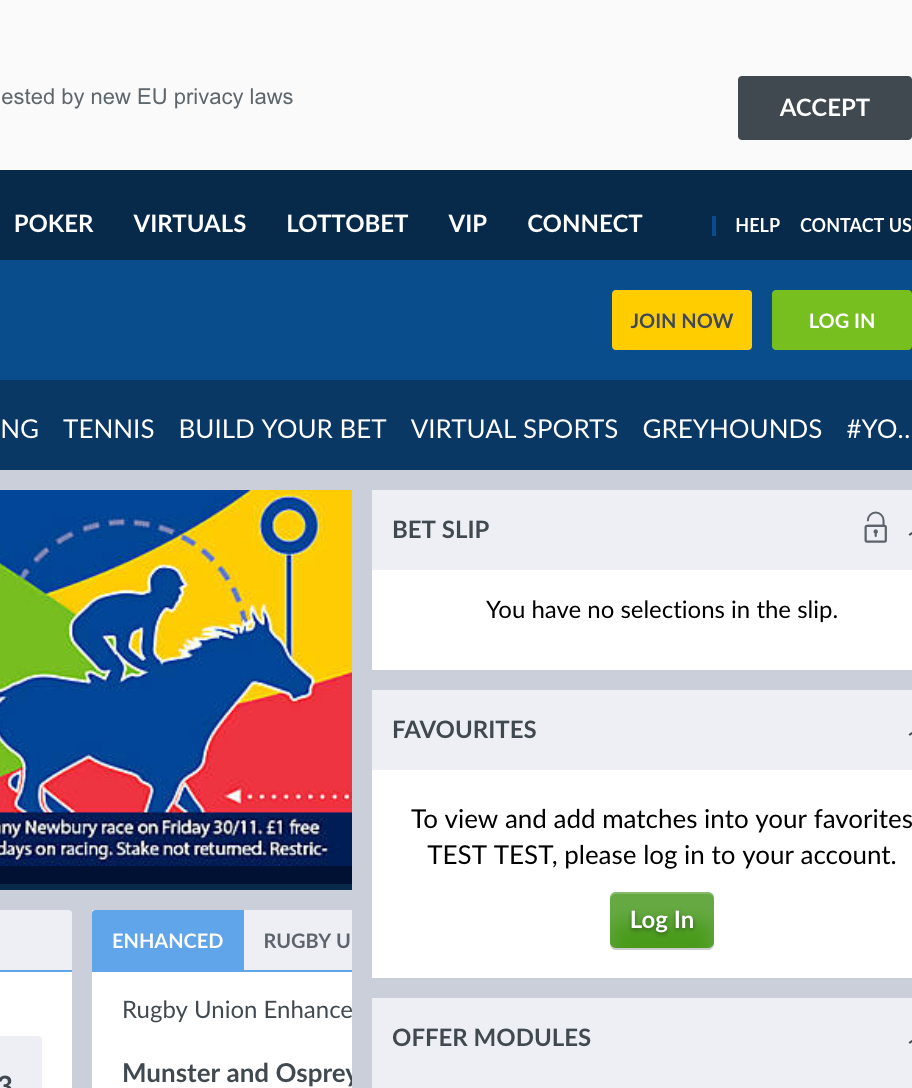 ested by new EU privacy laws
ACCEPT
POKER VIRTUALS LOTTOBET VIP CONNECT HELP CONTACT US
JOIN NOW LOG IN
NG TENNIS BUILD YOUR BET VIRTUAL SPORTS GREYHOUNDS #YO..
BET SLIP
You have no selections in the slip.
FAVOURITES
To view and add matches into your favorites
TEST TEST, please log in to your account.
Log In
ny Newbury race on Friday 30/11. £1 free
days on racing. Stake not returned. Restric-
ENHANCED RUGBY U
Rugby Union Enhance
Munster and Osprey
3
OFFER MODULES